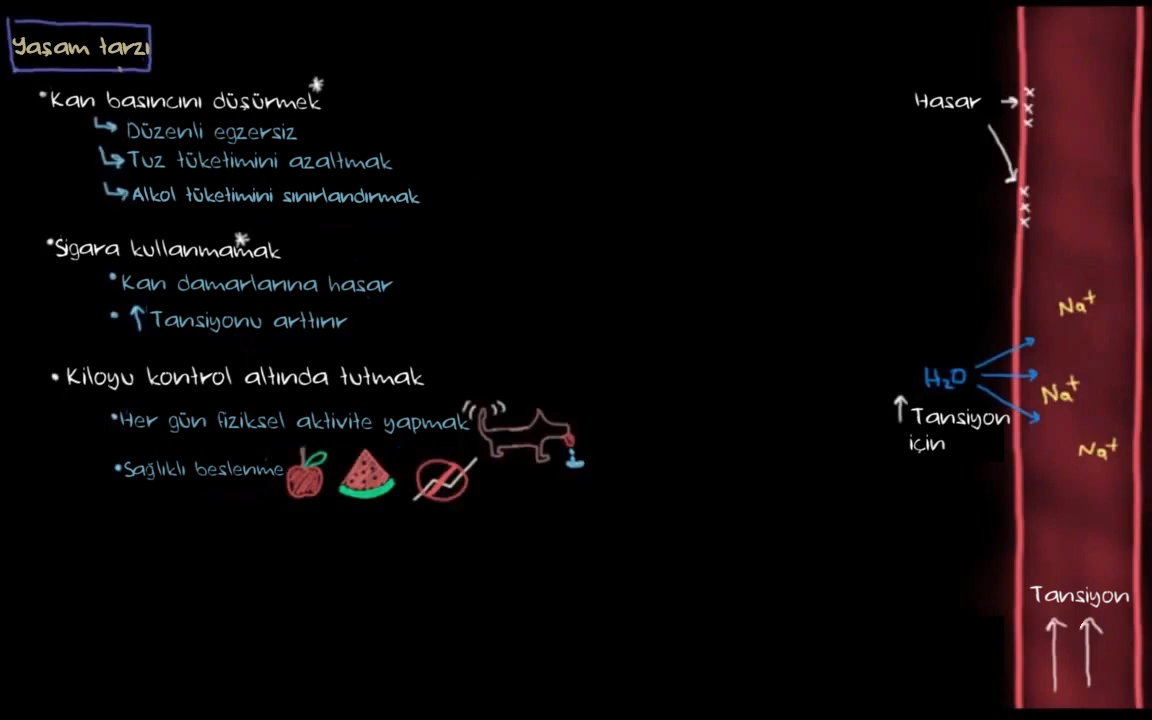 Yaşam tarzı
•Kan basıncını düşürmek*
Düzenli egzersiz
Tuz tüketimini azaltmak
Alkol tüketimini sınırlandırmak
•Sigara kullanmamak*
•Kan damarlarına hasar
•↑Tansiyonu arttırır
•Kiloyu kontrol altında tutmak
•Her gün fiziksel aktivite yapmak
•Sağlıklı beslenme
Hasar →
xxx
xxx
Na⁺
H₂O
Na⁺
↑Tansiyon
için
Na⁺
Tansiyon